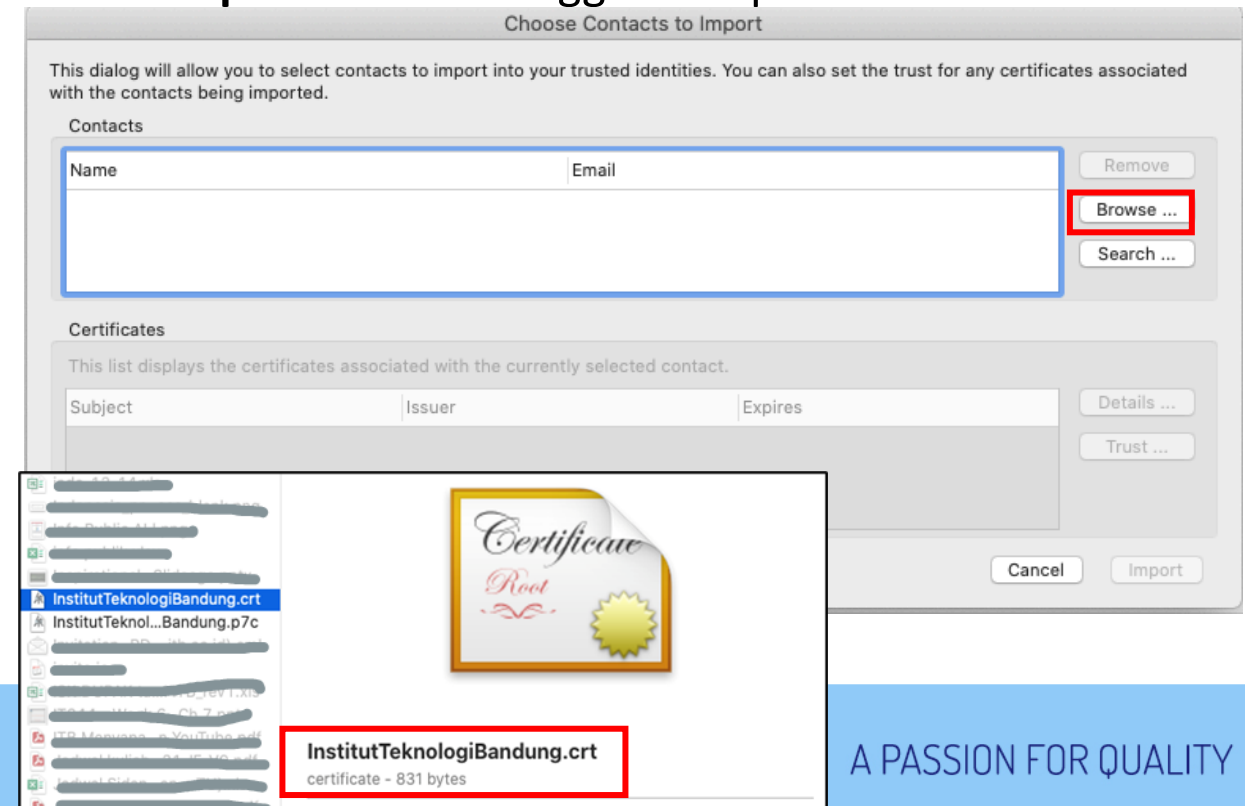 Choose Contacts to Import
This dialog will allow you to select contacts to import into your trusted identities. You can also set the trust for any certificates associated
with the contacts being imported.
Contacts
Name Email
Remove
Browse ...
Search ...
Certificates
This list displays the certificates associated with the currently selected contact.
Subject Issuer Expires
Details ...
Trust ...
Cancel Import
Certificate
Root
InstitutTeknologiBandung.crt
InstitutTeknol...Bandung.p7c
InstitutTeknologiBandung.crt
certificate - 831 bytes
A PASSION FOR QUALITY